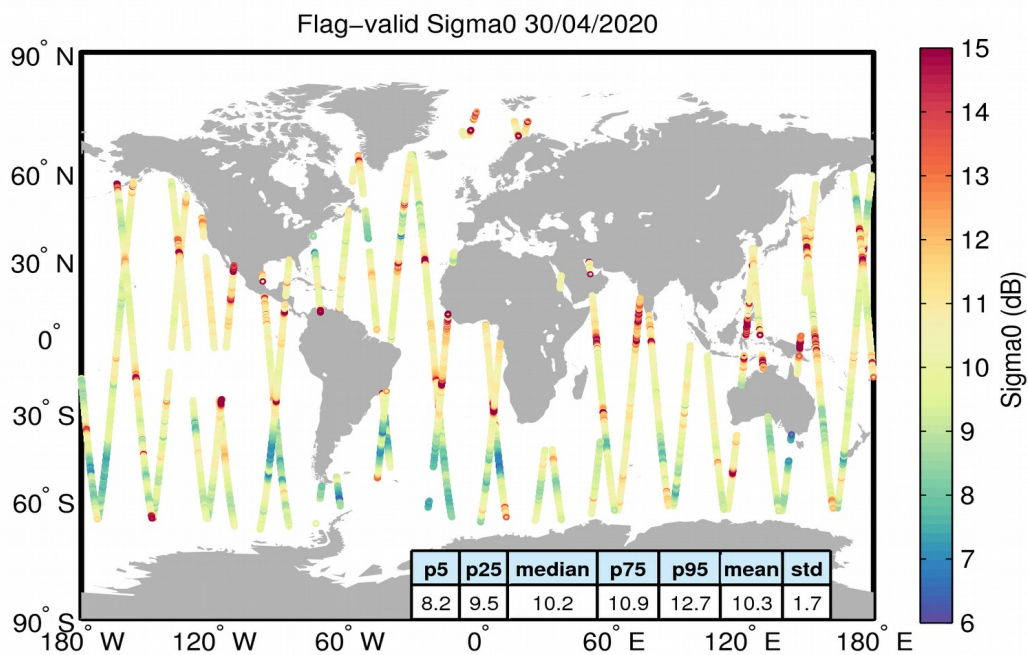 Flag−valid Sigma0 30/04/2020
90° N
60° N
30° N
0°
30° S
60° S
90° S
180° W
120° W
60° W
0°
60° E
120° E
180° E
15
14
13
12
11
10
9
8
7
6
Sigma0 (dB)
p5 p25 median p75 p95 mean std
8.2 9.5 10.2 10.9 12.7 10.3 1.7